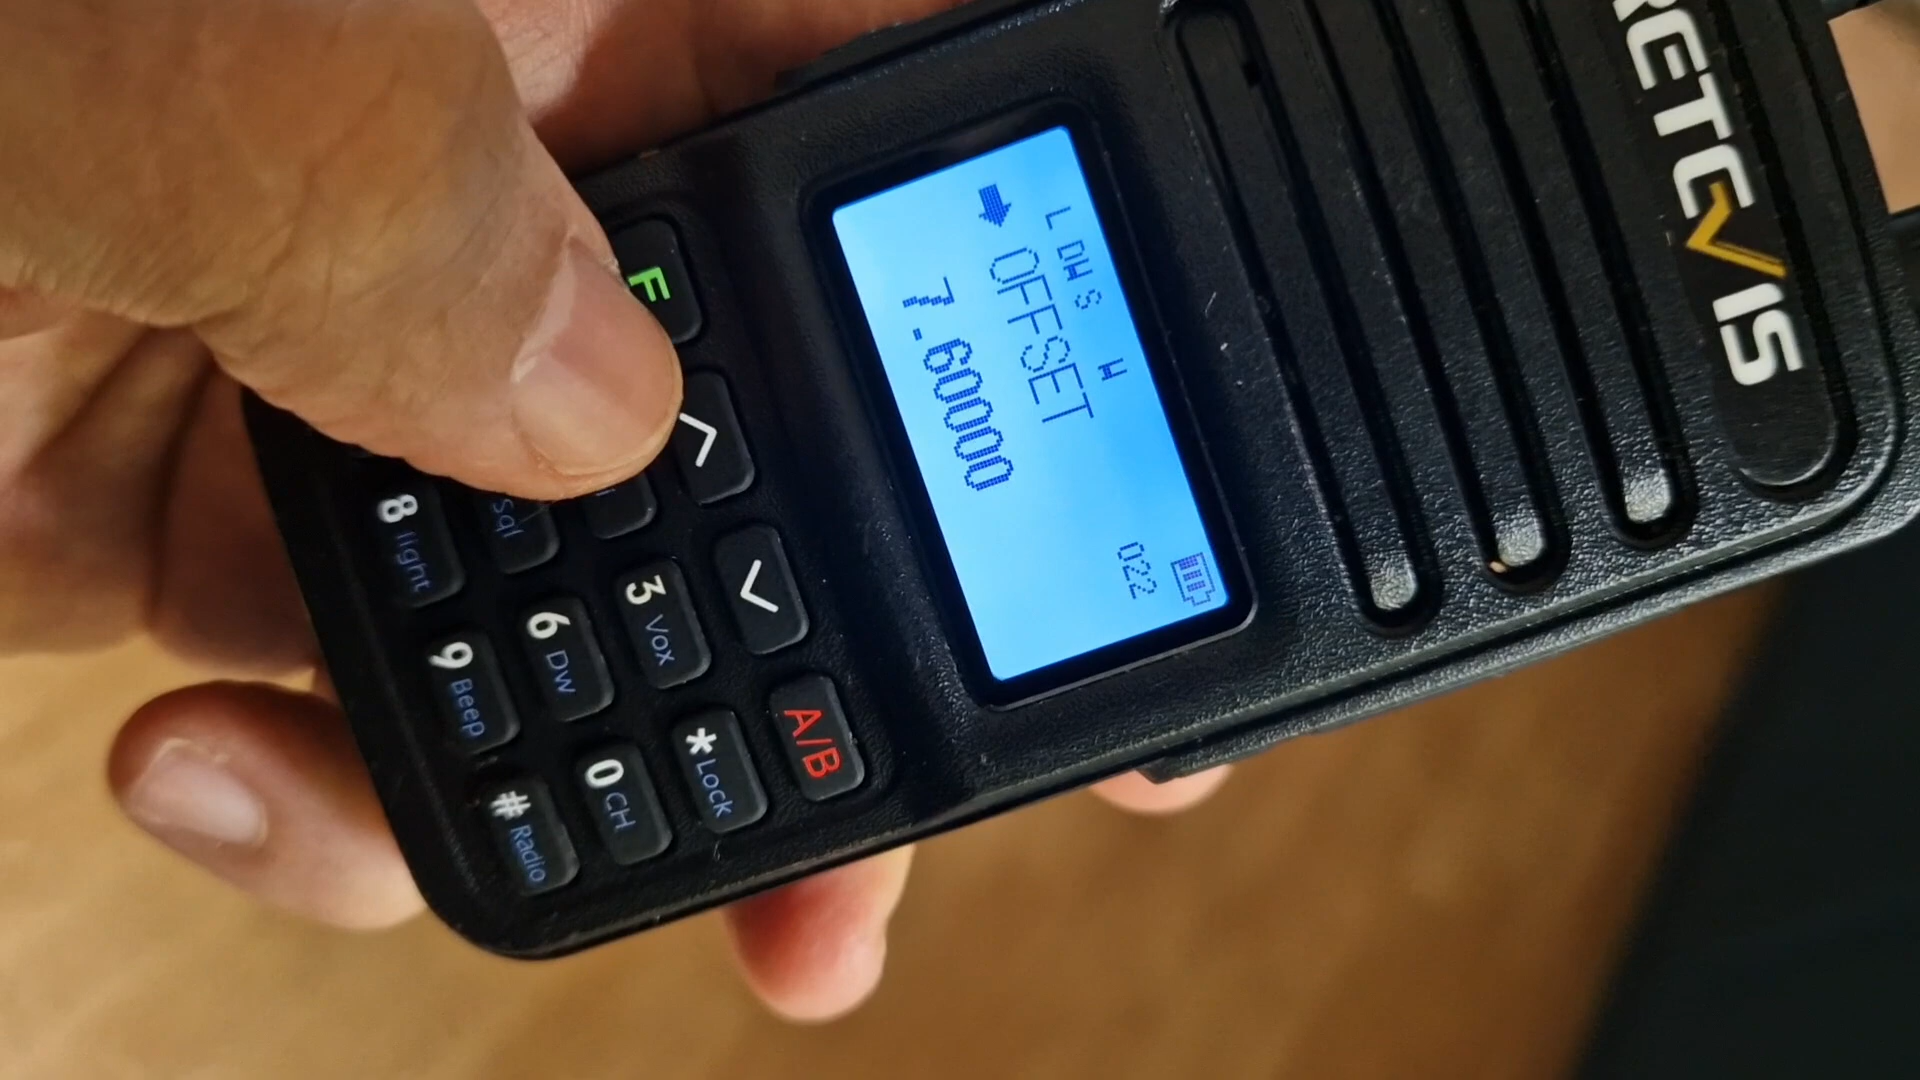 RETEVIS
L DW S W
022
OFFSET
7.60000
F
A/B
3 Vox
*Lock
sql
6 Dw
0 CH
8 light
9 Beep
# Radio